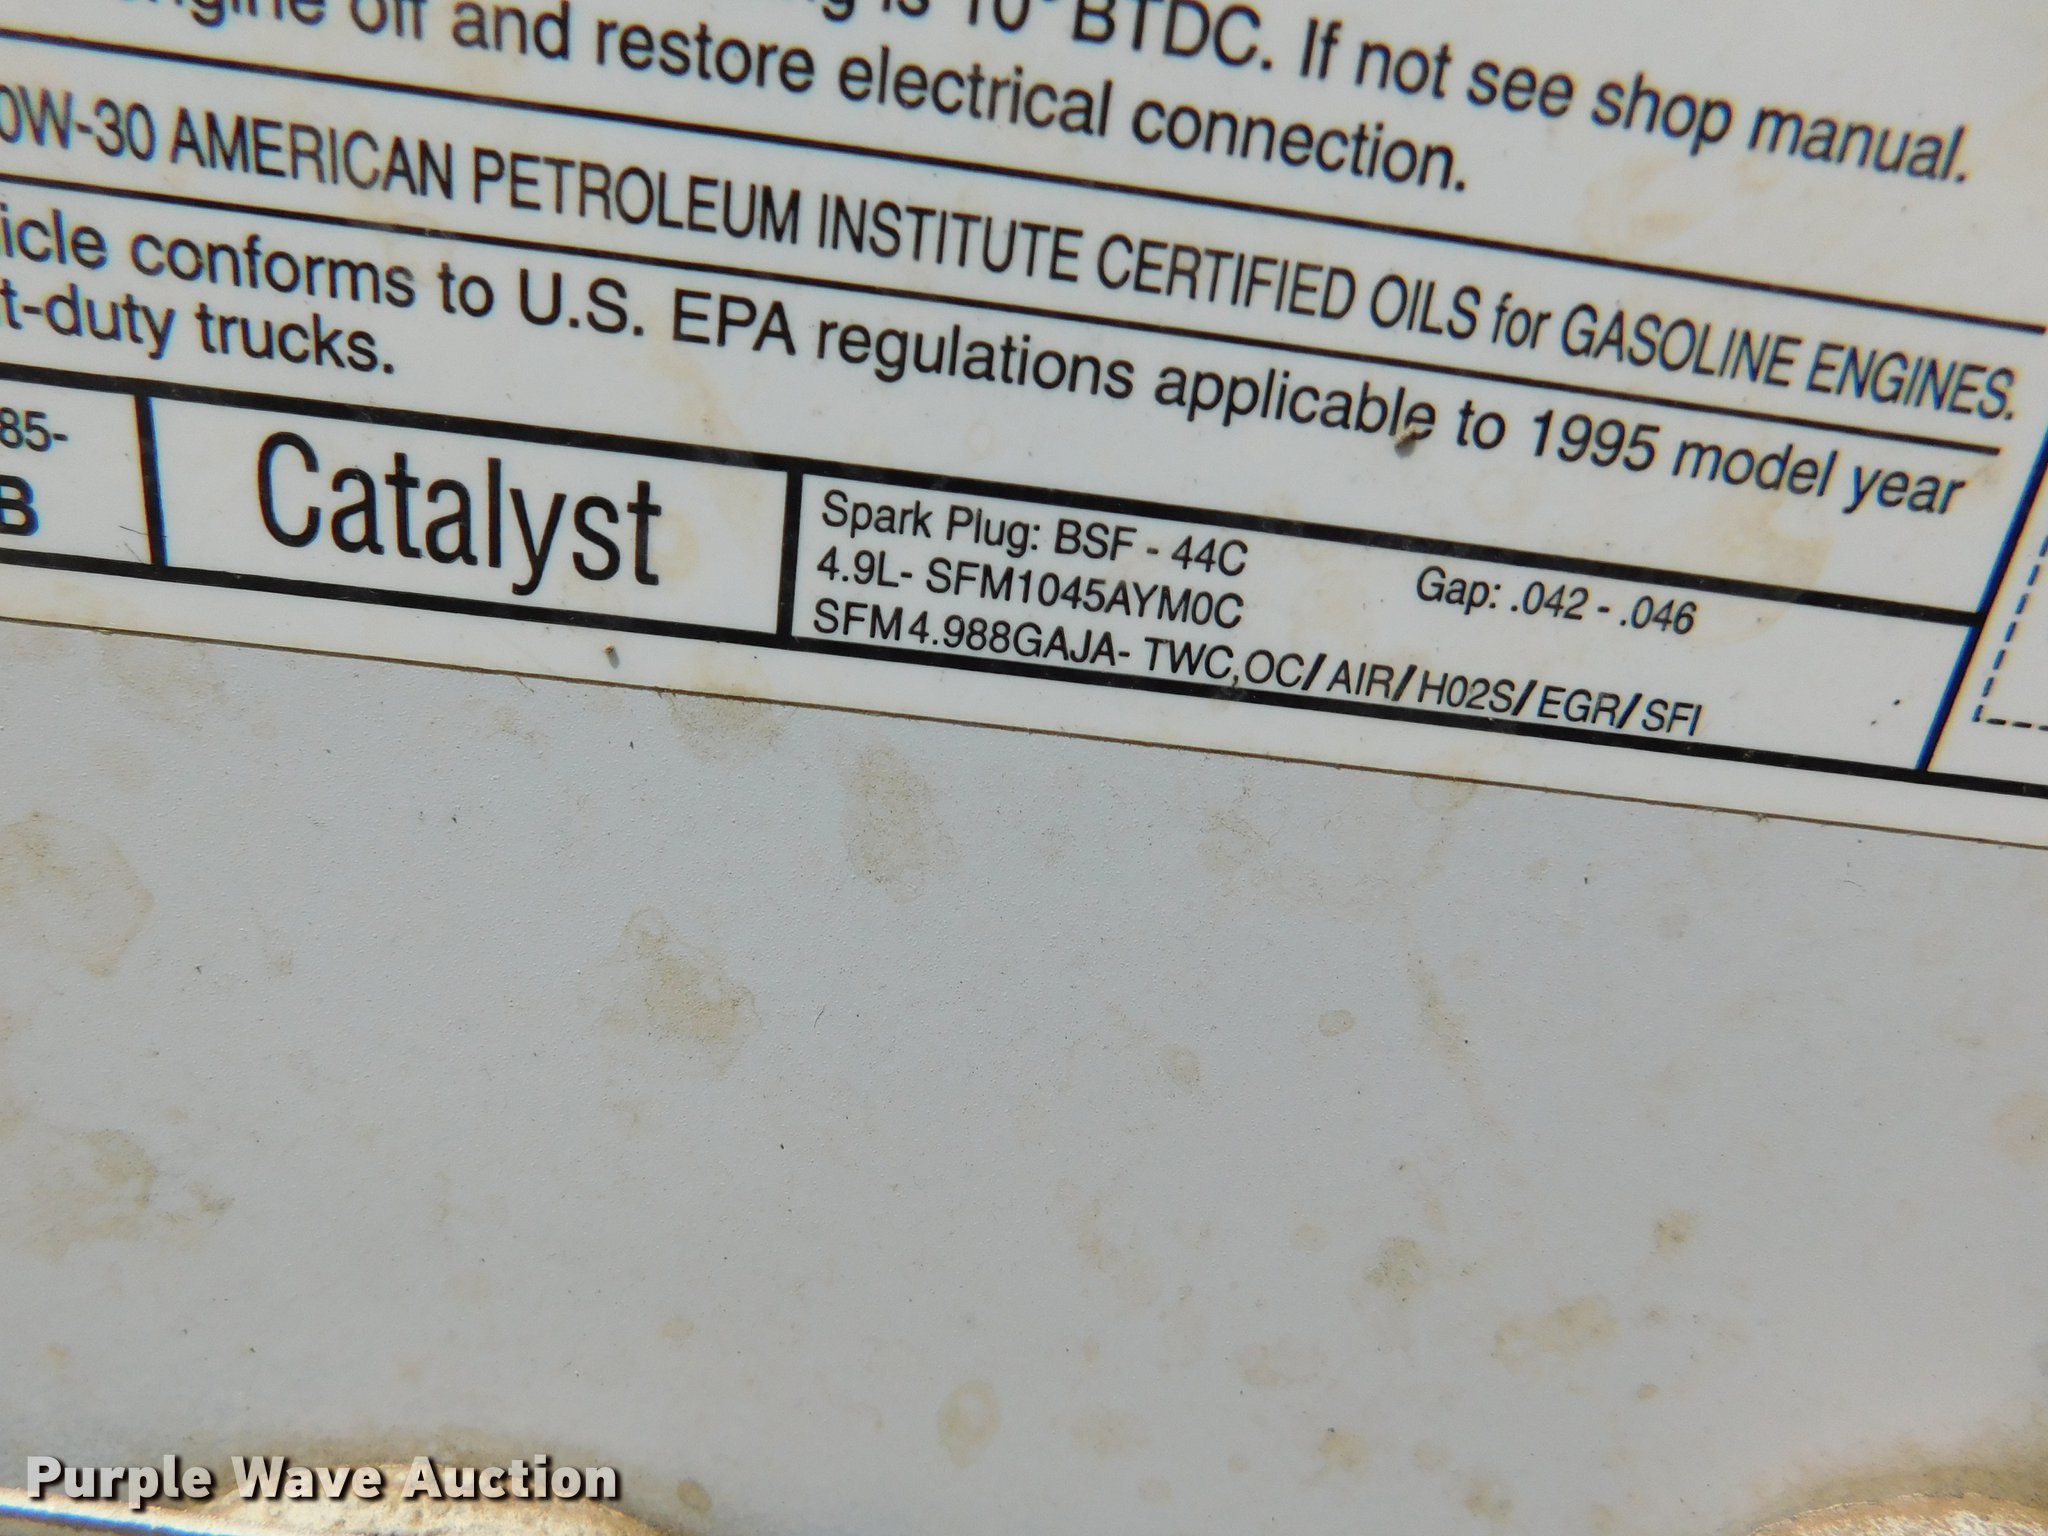 is 10° BTDC. If not see shop manual.
off and restore electrical connection.
0W-30 AMERICAN PETROLEUM INSTITUTE CERTIFIED OILS for GASOLINE ENGINES.
icle conforms to U.S. EPA regulations applicable to 1995 model year
t-duty trucks.
85-
B
Catalyst
Spark Plug: BSF - 44C Gap: .042 - .046
4.9L- SFM1045AYM0C
SFM4.988GAJA- TWC,OC/AIR/H02S/EGR/SFI
Purple Wave Auction